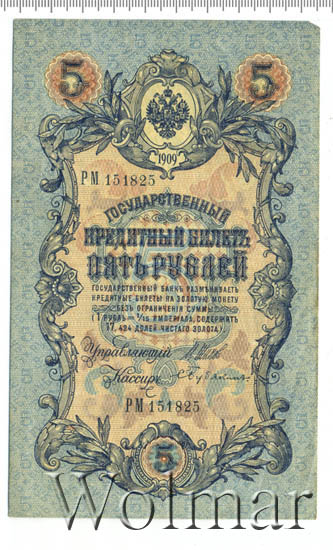 5 5
1909
РМ 151825
ГОСУДАРСТВЕННЫЙ
КРЕДИТНЫЙ БИЛЕТЪ
ПЯТЬ РУБЛЕЙ
ГОСУДАРСТВЕННЫЙ БАНКЪ РАЗМѢНИВАЕТЪ
КРЕДИТНЫЕ БИЛЕТЫ НА ЗОЛОТУЮ МОНЕТУ
БЕЗЪ ОГРАНИЧЕНІЯ СУММЫ
(1 РУБЛЬ = 1/15 ИМПЕРІАЛА, СОДЕРЖИТЪ
17,424 ДОЛЕЙ ЧИСТАГО ЗОЛОТА).
Управляющій
Кассиръ
РМ 151825
5
Wolmar